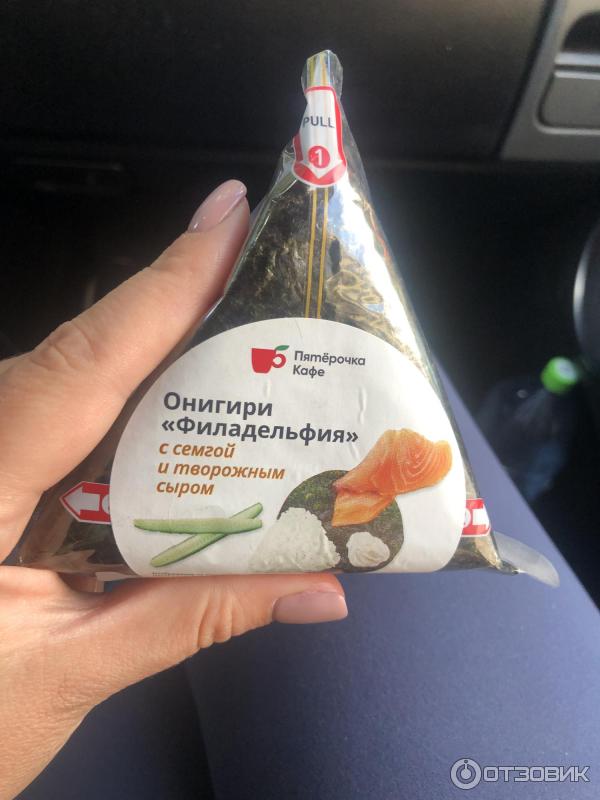 PULL
1
Пятёрочка
Кафе
Онигири
«Филадельфия»
с семгой
и творожным
сыром
ОТЗОВИК